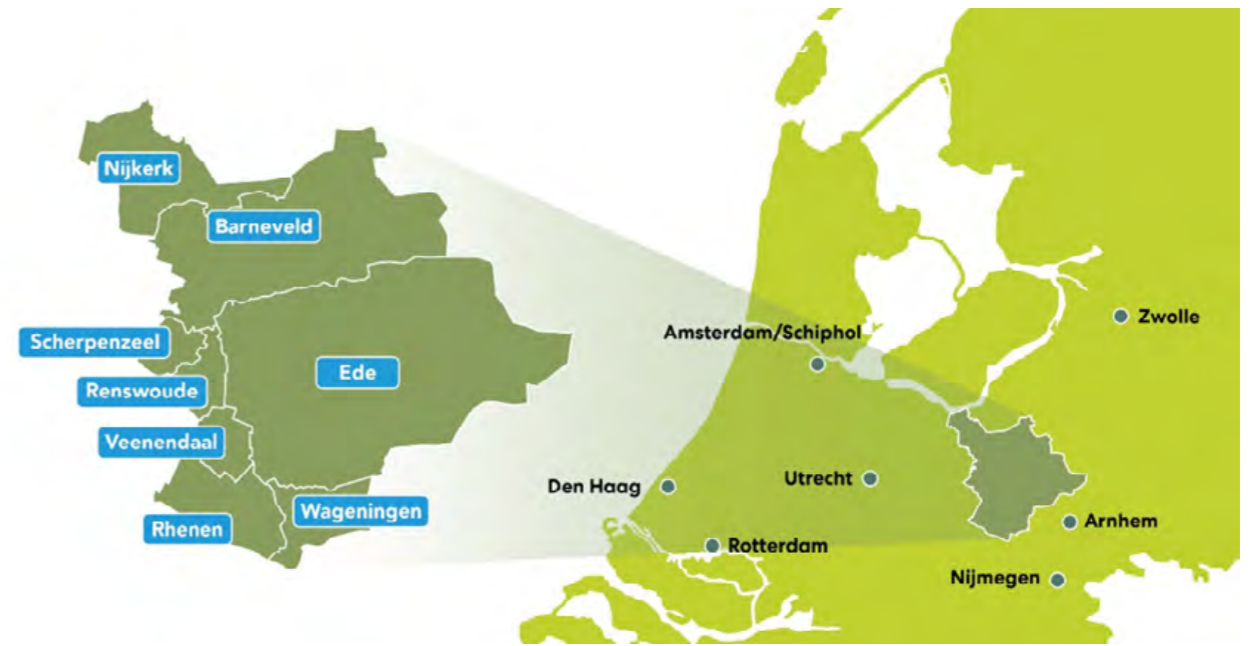 Nijkerk
Barneveld
Scherpenzeel
Ede
Renswoude
Veenendaal
Wageningen
Rhenen
Zwolle
Amsterdam/Schiphol
Den Haag
Utrecht
Rotterdam
Arnhem
Nijmegen